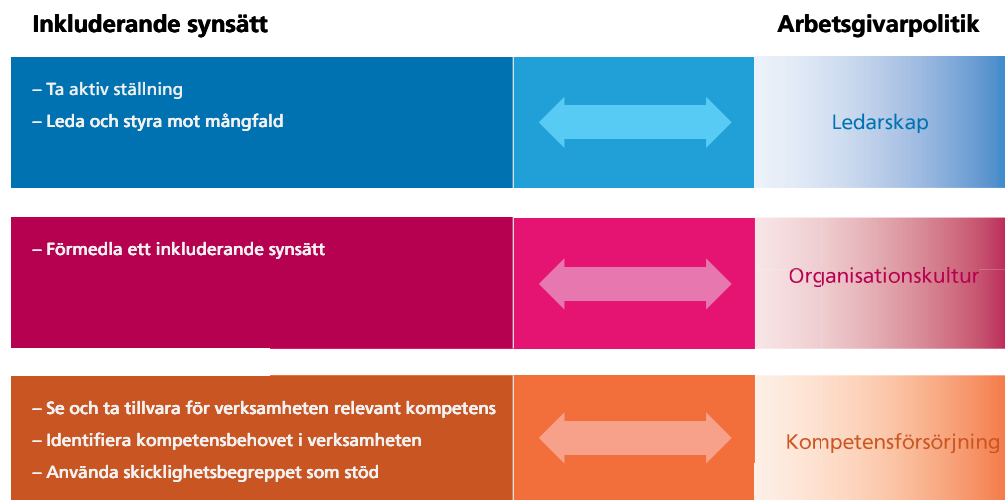 Inkluderande synsätt
Arbetsgivarpolitik
– Ta aktiv ställning
– Leda och styra mot mångfald
Ledarskap
– Förmedla ett inkluderande synsätt
Organisationskultur
– Se och ta tillvara för verksamheten relevant kompetens
– Identifiera kompetensbehovet i verksamheten
– Använda skicklighetsbegreppet som stöd
Kompetensförsörjning